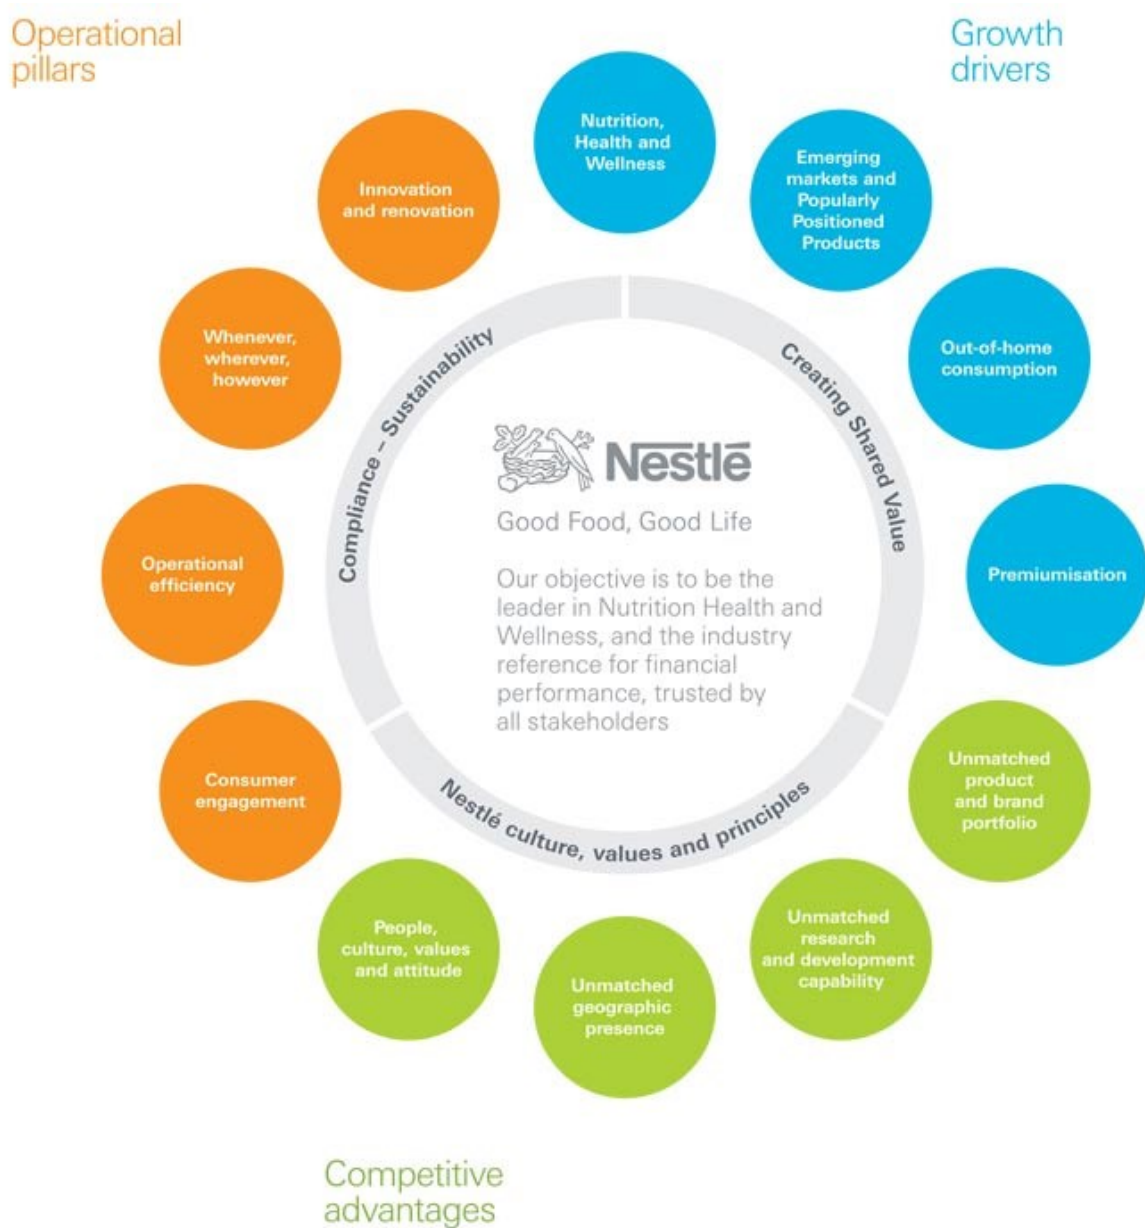 Operational
pillars
Growth
drivers
Nutrition,
Health and
Wellness
Emerging
markets and
Popularly
Positioned
Products
Out-of-home
consumption
Premiumisation
Unmatched
product
and brand
portfolio
Unmatched
research
and development
capability
Unmatched
geographic
presence
People,
culture, values
and attitude
Consumer
engagement
Operational
efficiency
Whenever,
wherever,
however
Innovation
and renovation
Compliance – Sustainability
Creating Shared Value
Nestlé culture, values and principles
Nestlé
Good Food, Good Life
Our objective is to be the
leader in Nutrition Health and
Wellness, and the industry
reference for financial
performance, trusted by
all stakeholders
Competitive
advantages